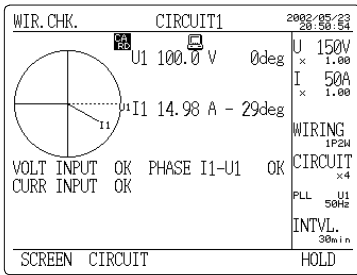 WIR.CHK. CIRCUIT1 2002/05/23
20:50:54
CARD
U1 100.0 V 0deg
U1
I1 14.98 A - 29deg
I1
VOLT INPUT OK PHASE I1-U1 OK
CURR INPUT OK
U 150V
× 1.00
I 50A
× 1.00
WIRING
1P2W
CIRCUIT
×4
PLL U1
50Hz
INTVL.
30min
SCREEN CIRCUIT HOLD